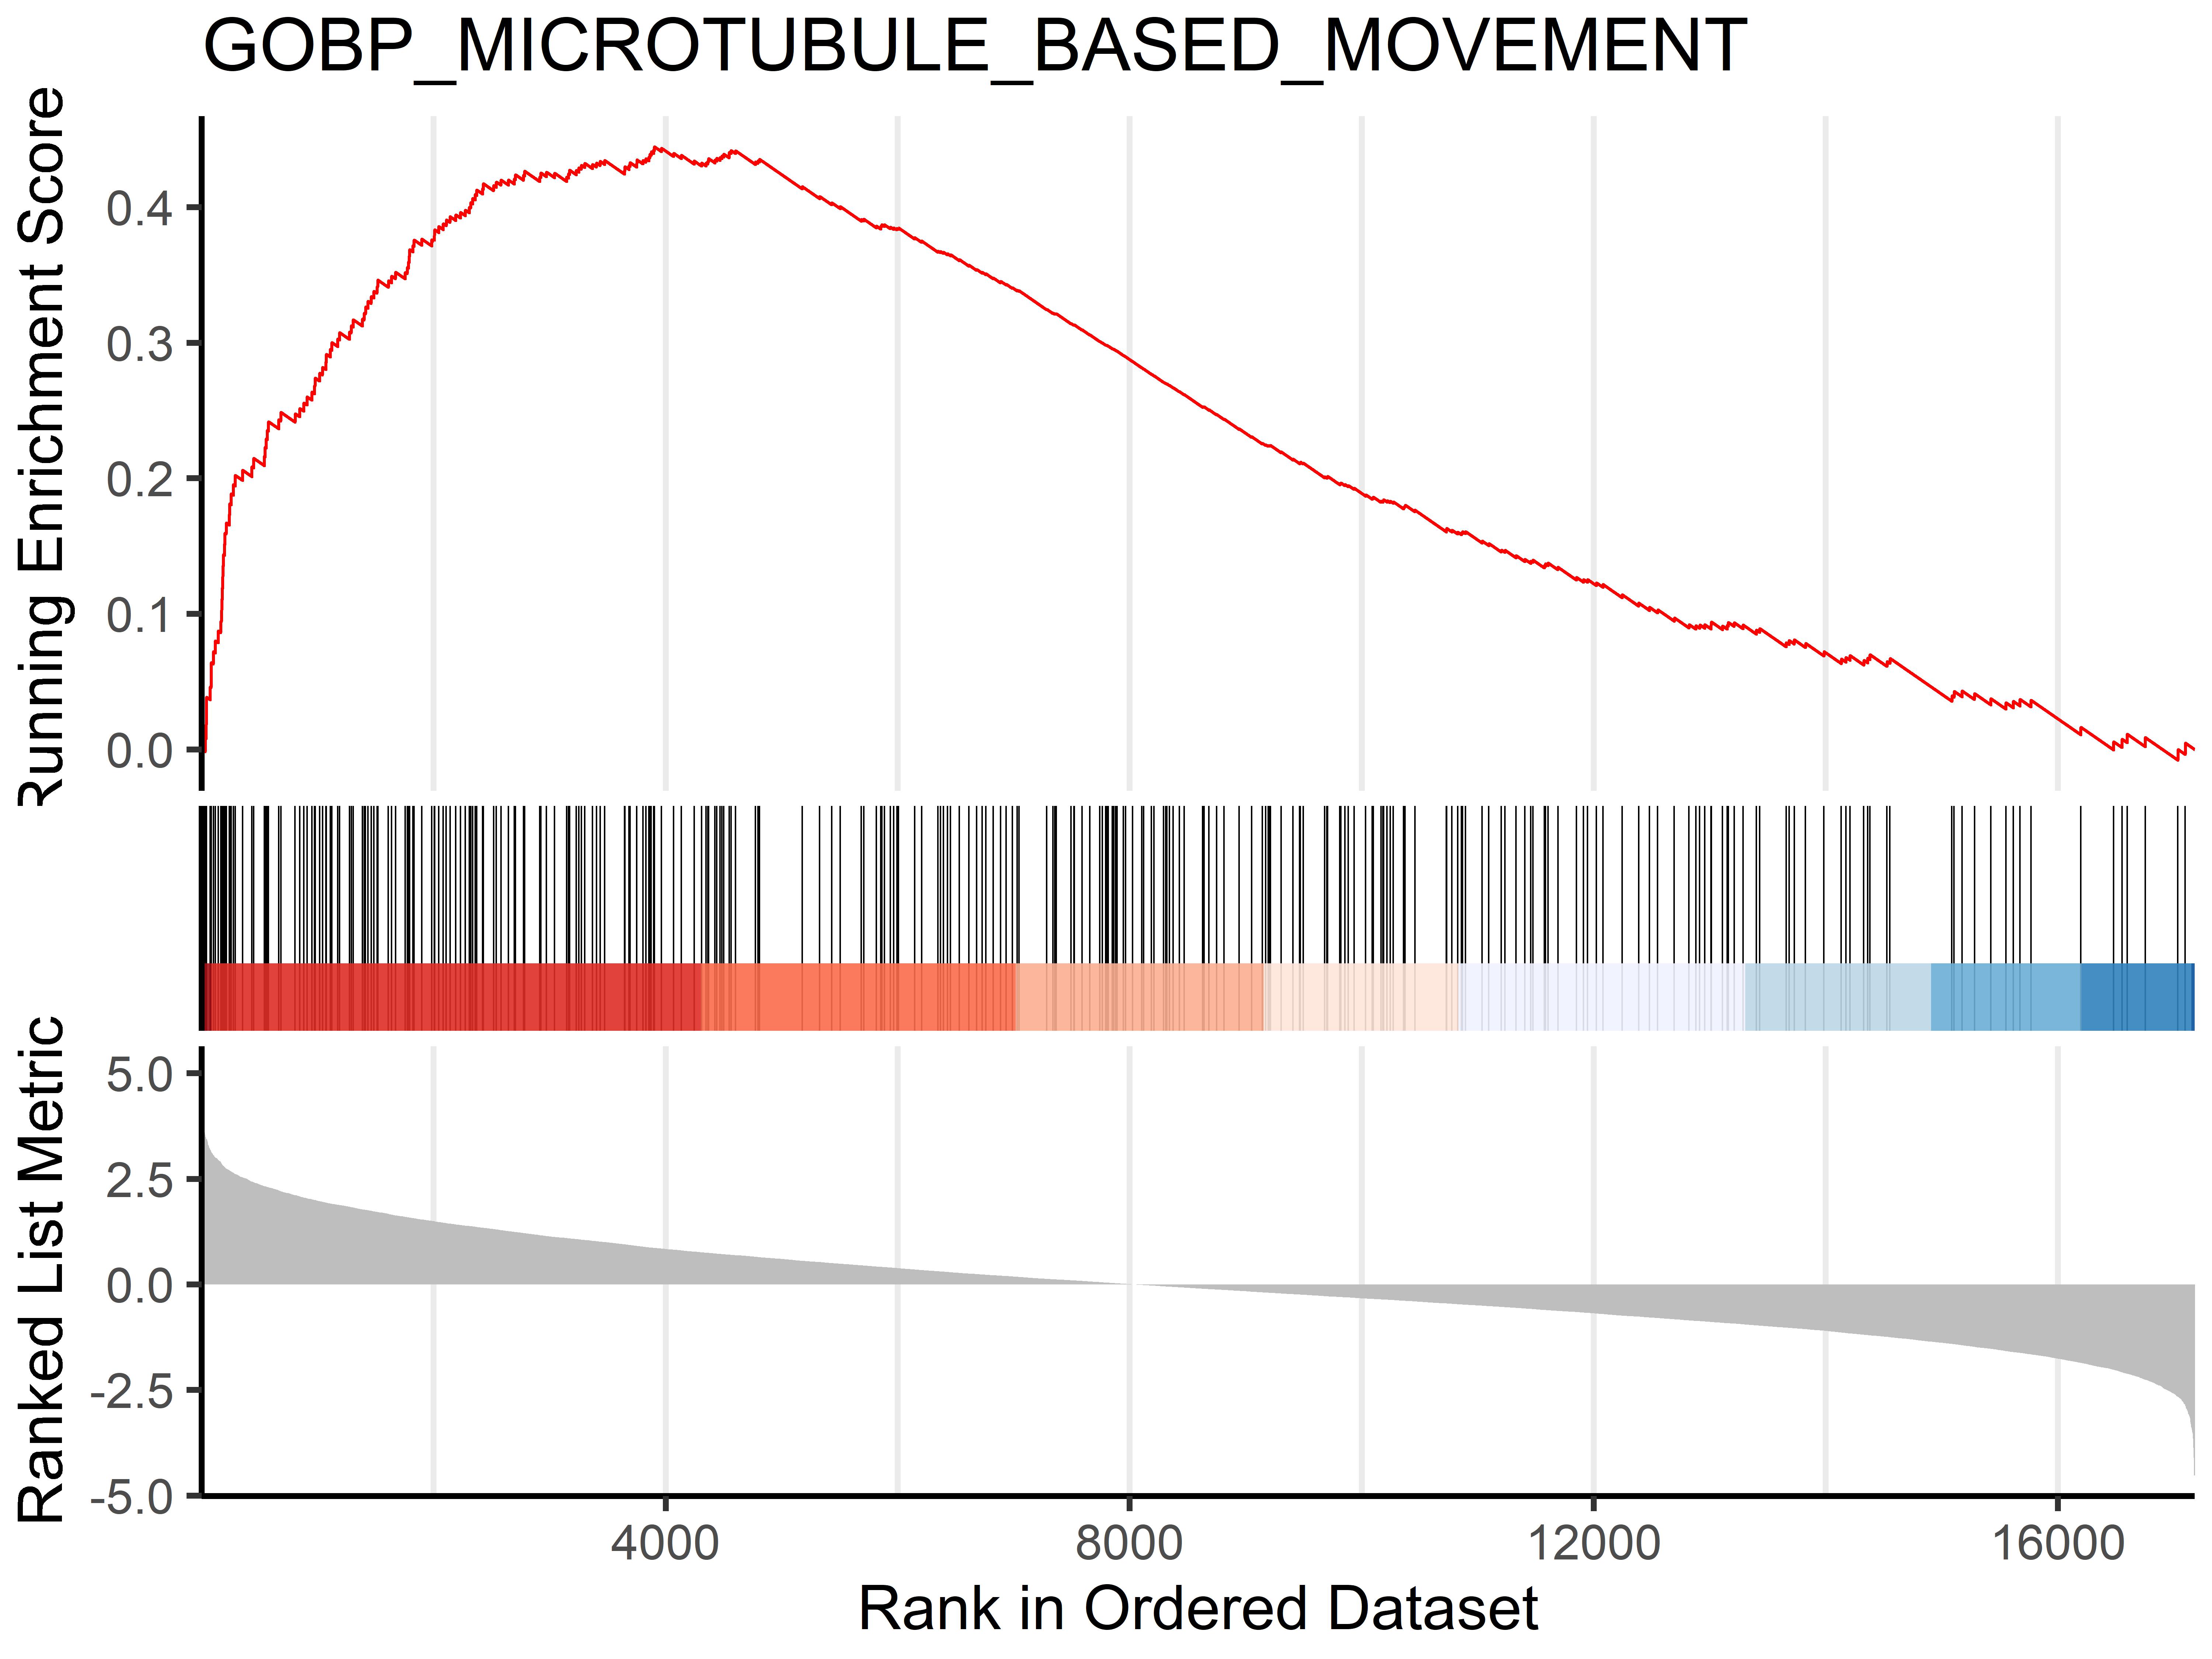 GOBP_MICROTUBULE_BASED_MOVEMENT
Running Enrichment Score
0.4
0.3
0.2
0.1
0.0
Ranked List Metric
5.0
2.5
0.0
-2.5
-5.0
4000 8000 12000 16000
Rank in Ordered Dataset